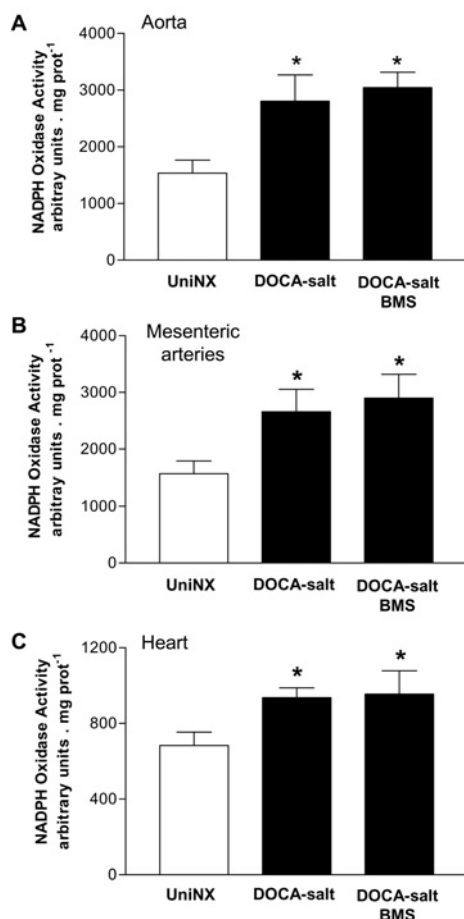 A
Aorta
NADPH Oxidase Activity
arbitray units . mg prot⁻¹
4000
3000
2000
1000
0
*
*
UniNX
DOCA-salt
DOCA-salt
BMS
B
Mesenteric
arteries
NADPH Oxidase Activity
arbitray units . mg prot⁻¹
4000
3000
2000
1000
0
*
*
UniNX
DOCA-salt
DOCA-salt
BMS
C
Heart
NADPH Oxidase Activity
arbitrary units . mg prot⁻¹
1200
800
400
0
*
*
UniNX
DOCA-salt
DOCA-salt
BMS